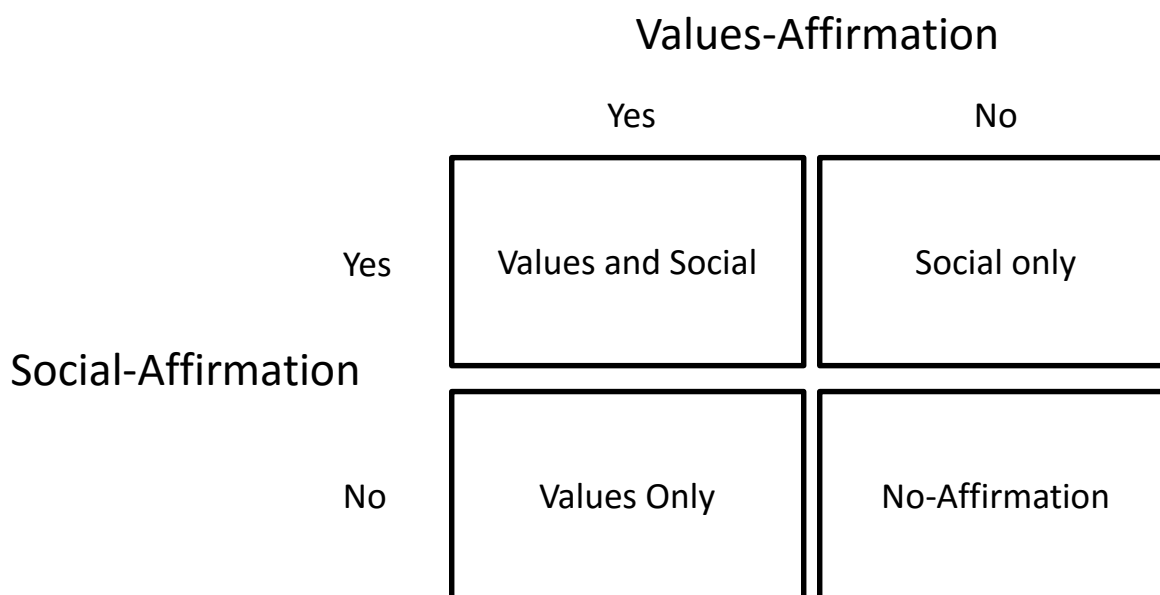 Values-Affirmation
Yes No
Yes Values and Social Social only
Social-Affirmation
No Values Only No-Affirmation